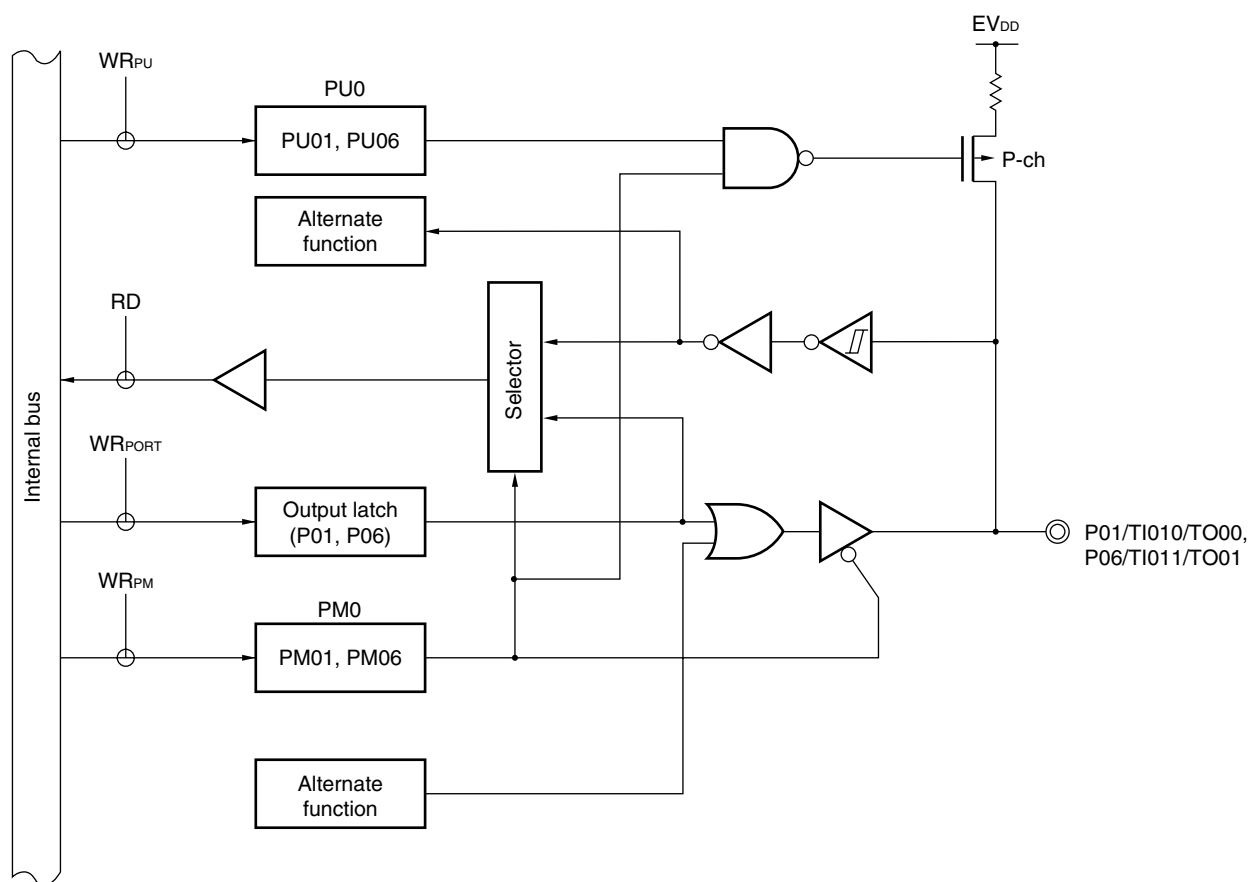 EVDD
WRPU
PU0
PU01, PU06
P-ch
Alternate
function
RD
Selector
Internal bus
WRPORT
Output latch
(P01, P06)
P01/TI010/TO00,
P06/TI011/TO01
WRPM
PM0
PM01, PM06
Alternate
function